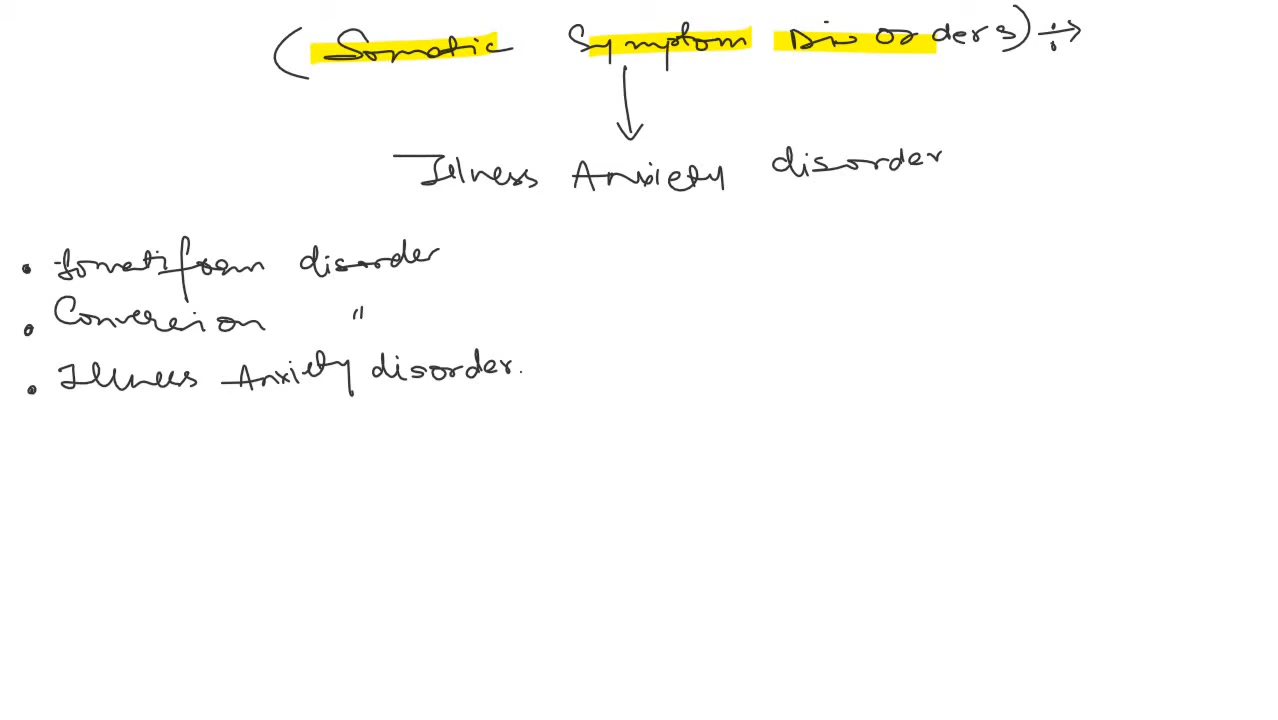 (Somatic Symptom Disorders) ÷→
↓
Illness Anxiety disorder
• Somatiform disorder
• Conversion "
• Illness Anxiety disorder.